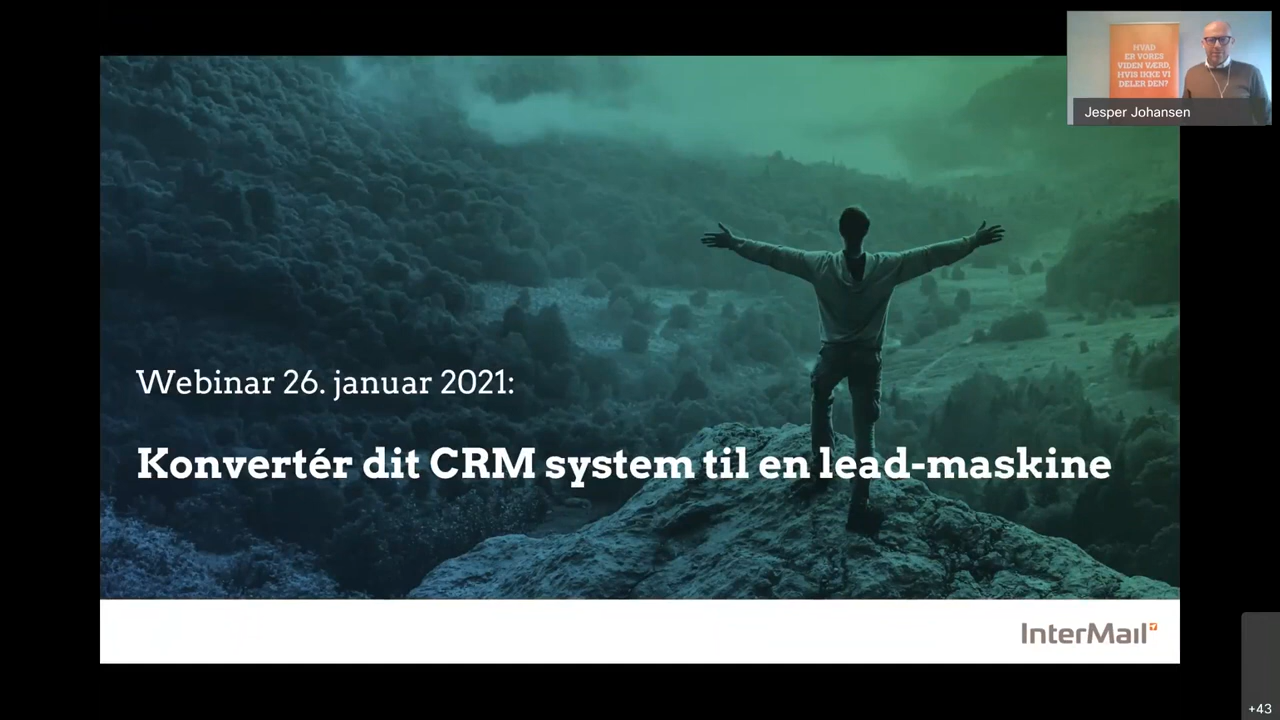 HVAD
ER VORES
VIDEN VÆRD,
HVIS IKKE VI
DELER DEN?
Jesper Johansen
Webinar 26. januar 2021:
Konvertér dit CRM system til en lead-maskine
InterMail
+43